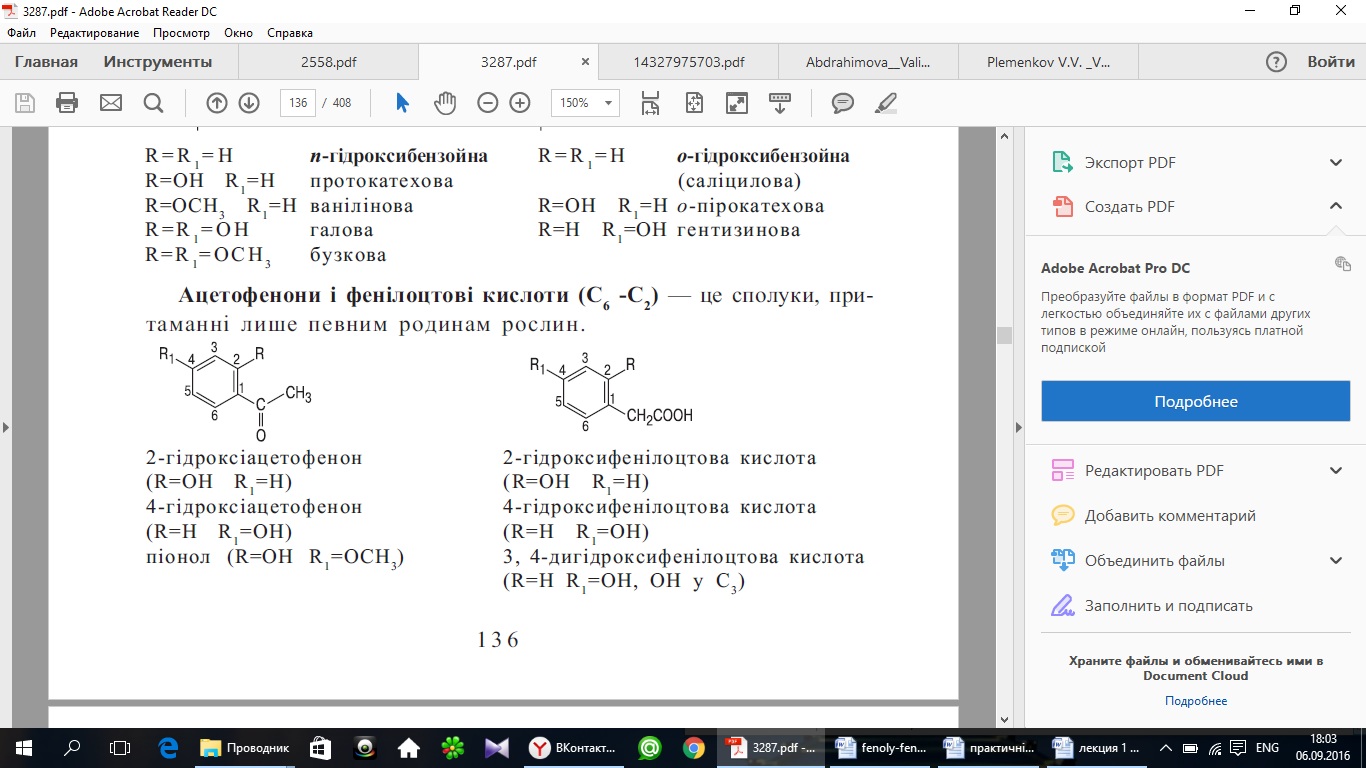 3287.pdf - Adobe Acrobat Reader DC
Файл Редактирование Просмотр Окно Справка
Главная Инструменты 2558.pdf 3287.pdf × 14327975703.pdf Abdrahimova__Vali... Plemenkov V.V. _V... Войти
136 / 408 150%
R=R1=H п-гідроксибензойна R=R1=H о-гідроксибензойна
R=OH R1=H протокатехова (саліцилова)
R=OCH3 R1=H ванілінова R=OH R1=H о-пірокатехова
R=R1=OH галова R=H R1=OH гентизинова
R=R1=OCH3 бузкова
Ацетофенони і фенілоцтові кислоти (C6 -C2) — це сполуки, при-
таманні лише певним родинам рослин.
R1 4 3 2 R 5 6 1 C CH3 O
R1 4 3 2 R 5 6 1 CH2COOH
2-гідроксіацетофенон 2-гідроксифенілоцтова кислота
(R=OH R1=H) (R=OH R1=H)
4-гідроксіацетофенон 4-гідроксифенілоцтова кислота
(R=H R1=OH) (R=H R1=OH)
піонол (R=OH R1=OCH3) 3, 4-дигідроксифенілоцтова кислота
(R=H R1=OH, OH у C3)
136
Экспорт PDF
Создать PDF
Adobe Acrobat Pro DC
Преобразуйте файлы в формат PDF и с
легкостью объединяйте их с файлами других
типов в режиме онлайн, пользуясь платной
подпиской
Подробнее
Редактировать PDF
Добавить комментарий
Объединить файлы
Заполнить и подписать
Храните файлы и обменивайтесь ими в
Document Cloud
Подробнее
Проводник ВКонтакт... 3287.pdf -... fenoly-fen... практичні... лекция 1 ... ENG 18:03
06.09.2016